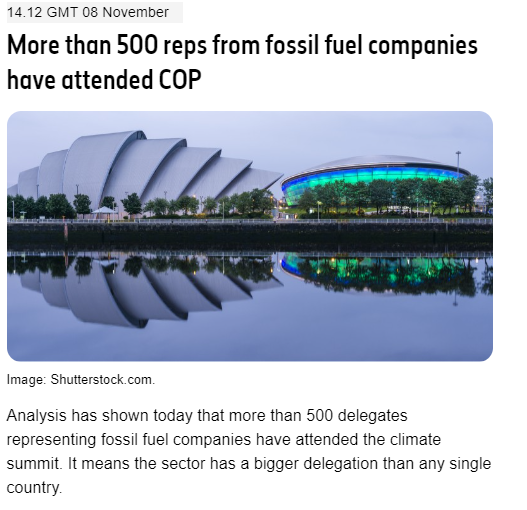 14.12 GMT 08 November
More than 500 reps from fossil fuel companies
have attended COP
Image: Shutterstock.com.
Analysis has shown today that more than 500 delegates
representing fossil fuel companies have attended the climate
summit. It means the sector has a bigger delegation than any single
country.